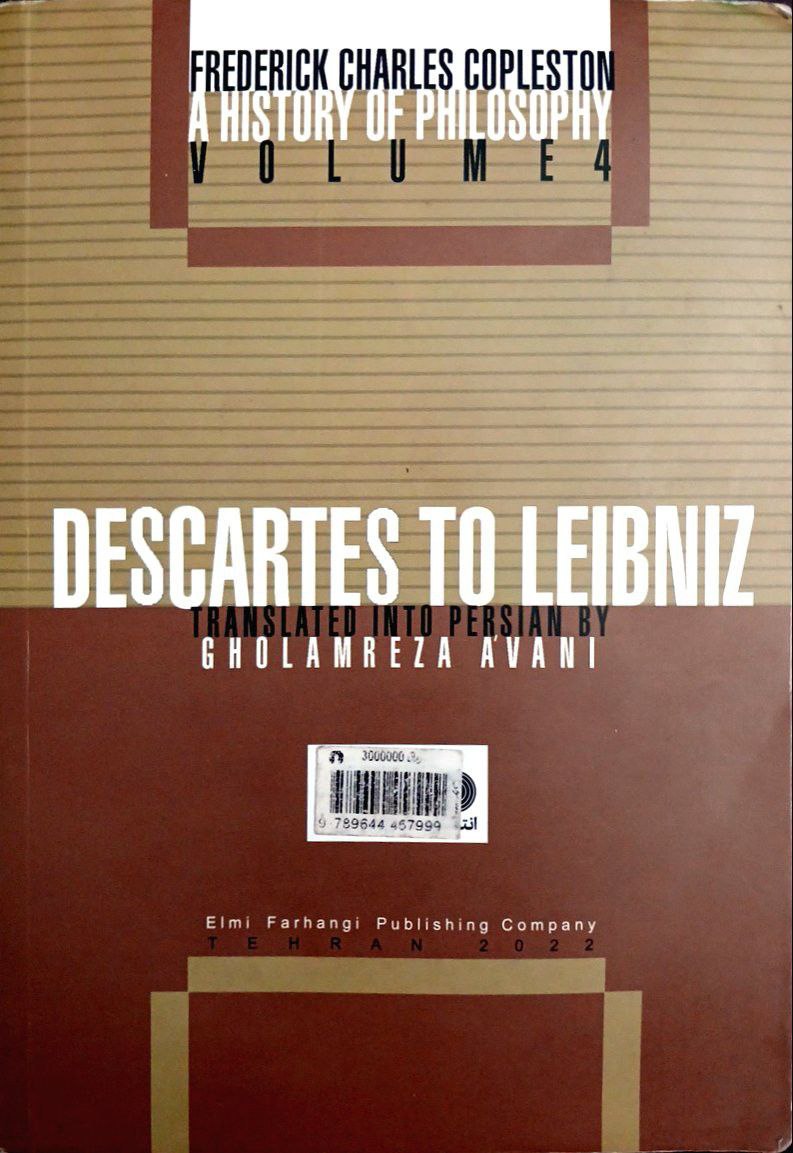 FREDERICK CHARLES COPLESTON
A HISTORY OF PHILOSOPHY
VOLUME 4
DESCARTES TO LEIBNIZ
TRANSLATED INTO PERSIAN BY
GHOLAMREZA A'VANI
3000000
9 789644 457999
Elmi Farhangi Publishing Company
TEHRAN 2022